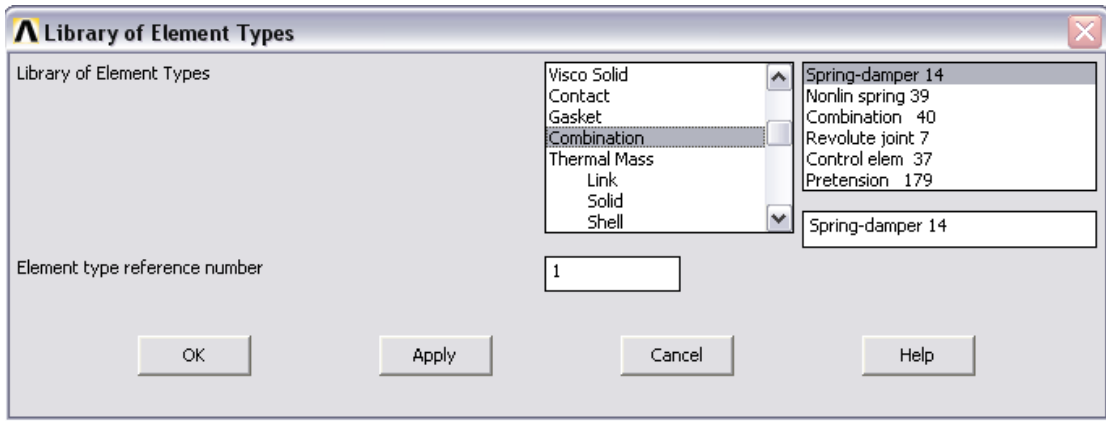 Library of Element Types
Library of Element Types
Visco Solid
Contact
Gasket
Combination
Thermal Mass
Link
Solid
Shell
Spring-damper 14
Nonlin spring 39
Combination 40
Revolute joint 7
Control elem 37
Pretension 179
Spring-damper 14
Element type reference number
1
OK
Apply
Cancel
Help